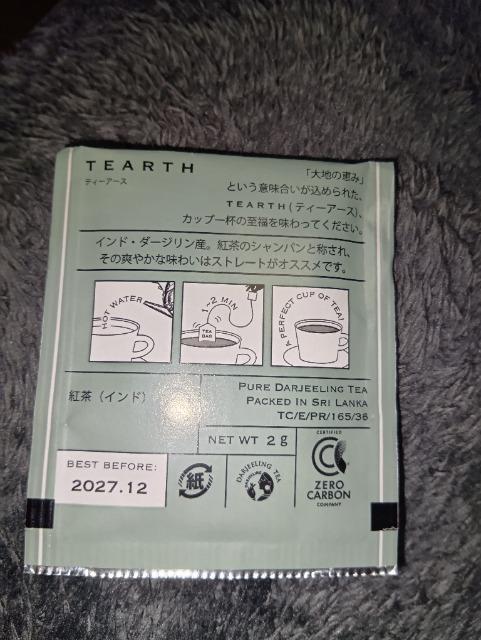 TEARTH
ティーアース
「大地の恵み」
という意味合いが込められた、
TEARTH(ティーアース)、
カップ一杯の至福を味わってください。
インド・ダージリン産。紅茶のシャンパンと称され、
その爽やかな味わいはストレートがオススメです。
HOT WATER
1~2 MIN
TEA
BAG
A PERFECT CUP OF TEA!
紅茶（インド）
PURE DARJEELING TEA
PACKED IN SRI LANKA
TC/E/PR/165/36
NET WT 2g
BEST BEFORE:
2027.12
紙
DARJEELING TEA
DARJEELING
CERTIFIED
ZERO
CARBON
COMPANY